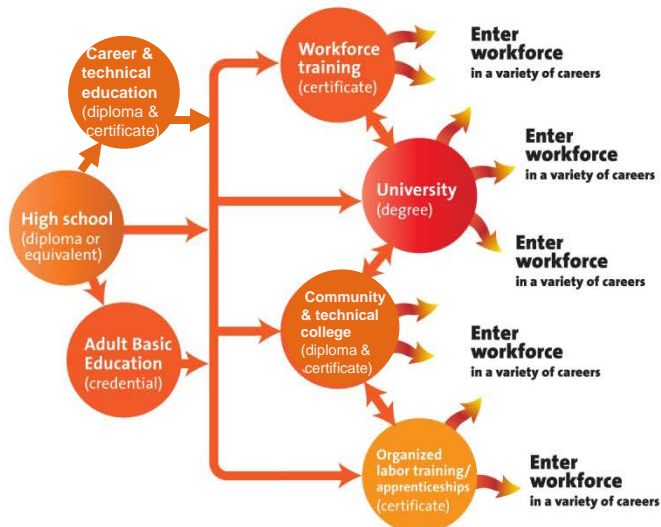 Career &
technical
education
(diploma &
certificate)
High school
(diploma or
equivalent)
Adult Basic
Education
(credential)
Workforce
training
(certificate)
University
(degree)
Community
& technical
college
(diploma &
certificate)
Organized
labor training/
apprenticeships
(certificate)
Enter
workforce
in a variety of careers
Enter
workforce
in a variety of careers
Enter
workforce
in a variety of careers
Enter
workforce
in a variety of careers
Enter
workforce
in a variety of careers